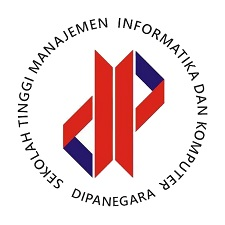 SEKOLAH TINGGI MANAJEMEN INFORMATIKA DAN KOMPUTER
DIPANEGARA